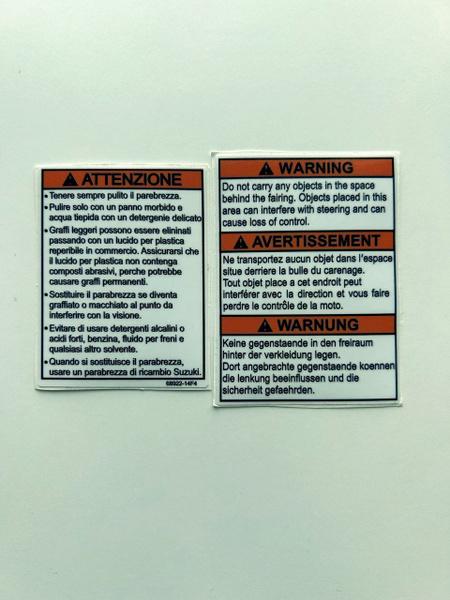 ATTENZIONE
• Tenere sempre pulito il parebrezza.
• Pulire solo con un panno morbido e
acqua tiepida con un detergenie delicato
• Graffi leggeri possono essere elininati
passando con un lucido per plastica
reperibile in commercio. Assicurarsi che
il lucido per plastica non contenga
composti abrasivi, perche potrebbe
causare graffi permanenti.
• Sostituire il parabrezza se diventa
graffiato o macchiato al punto da
interferire con la visione.
• Evitare di usare detergenti alcalini o
acidi forti, benzina, fluido per freni e
qualsiasi altro solvente.
• Quando si sostituisce il parabrezza,
usare un parabrezza di ricambio Suzuki.
68922-14F4
WARNING
Do not carry any objects in the space
behind the fairing. Objects placed in this
area can interfere with steering and can
cause loss of control.
AVERTISSEMENT
Ne transportez aucun objet dans l'espace
situe derriere la bulle du carenage.
Tout objet place a cet endroit peut
interférer avec la direction et vous faire
perdre le contrôle de la moto.
WARNUNG
Keine gegenstaende in den freiraum
hinter der verkleidung legen.
Dort angebrachte gegenstaende koennen
die lenkung beeinflussen und die
sicherheit gefaehrden.